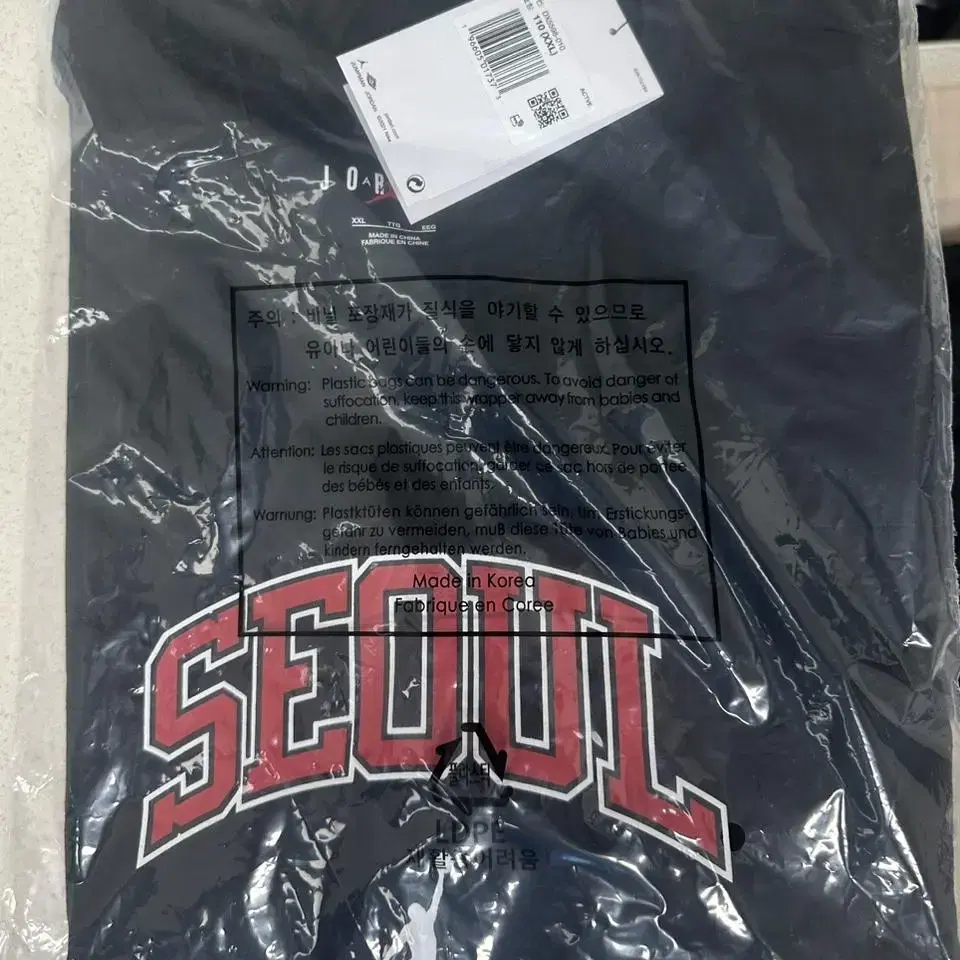 110 (XXL)
JOR
XXL TTG EEG
MADE IN CHINA
FABRIQUE EN CHINE
주의 : 비닐 포장재가 질식을 야기할 수 있으므로
유아나 어린이들의 손에 닿지 않게 하십시오.
Warning: Plastic bags can be dangerous. To avoid danger of
suffocation, keep this wrapper away from babies and
children.
Attention: Les sacs plastiques peuvent être dangereux. Pour éviter
le risque de suffocation, garder ce sac hors de portée
des bébés et des enfants.
Warnung: Plastktüten können gefährlich sein. Um Erstickungs-
gefahr zu vermeiden, muß diese Tüte von Babies und
kindern ferngehalten werden.
Made in Korea
Fabrique en Coree
SEOUL
LDPE